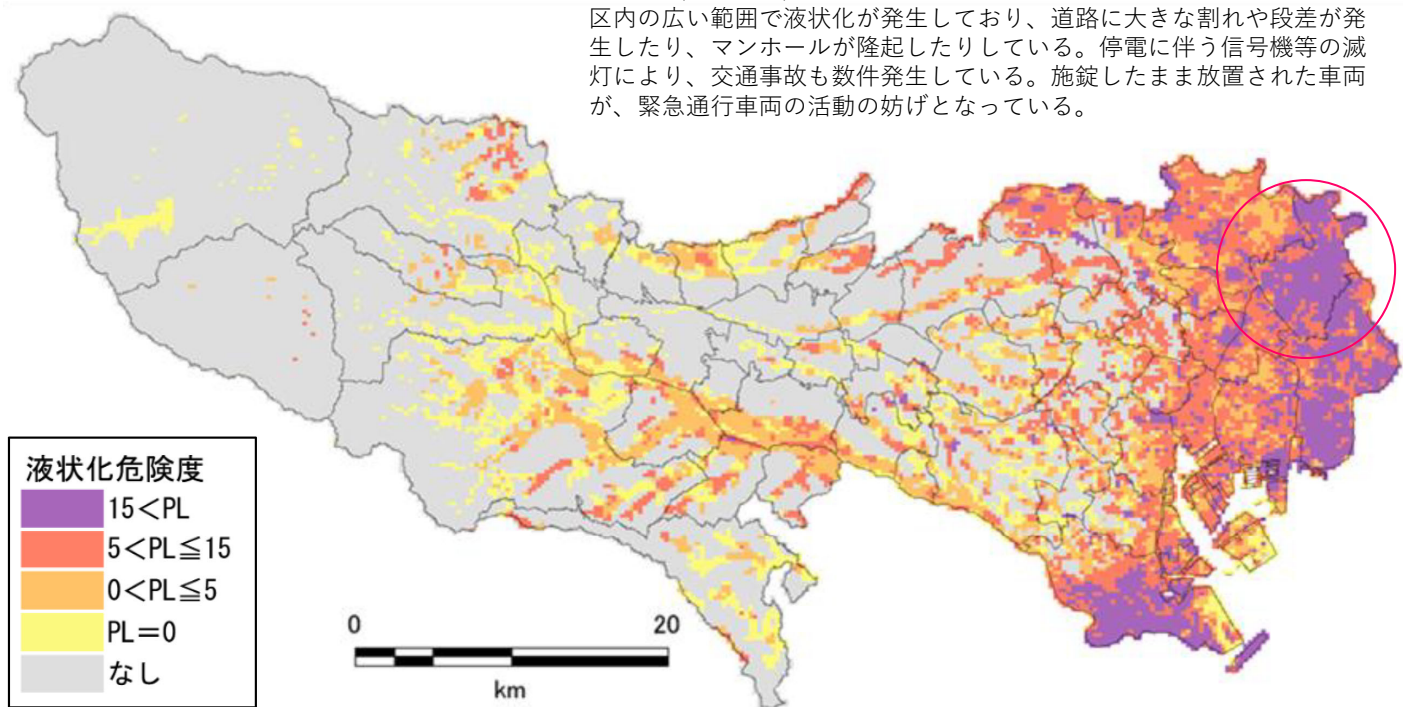 区内の広い範囲で液状化が発生しており、道路に大きな割れや段差が発
生したり、マンホールが隆起したりしている。停電に伴う信号機等の滅
灯により、交通事故も数件発生している。施錠したまま放置された車両
が、緊急通行車両の活動の妨げとなっている。
液状化危険度
15<PL
5<PL≦15
0<PL≦5
PL=0
なし
0 20
km